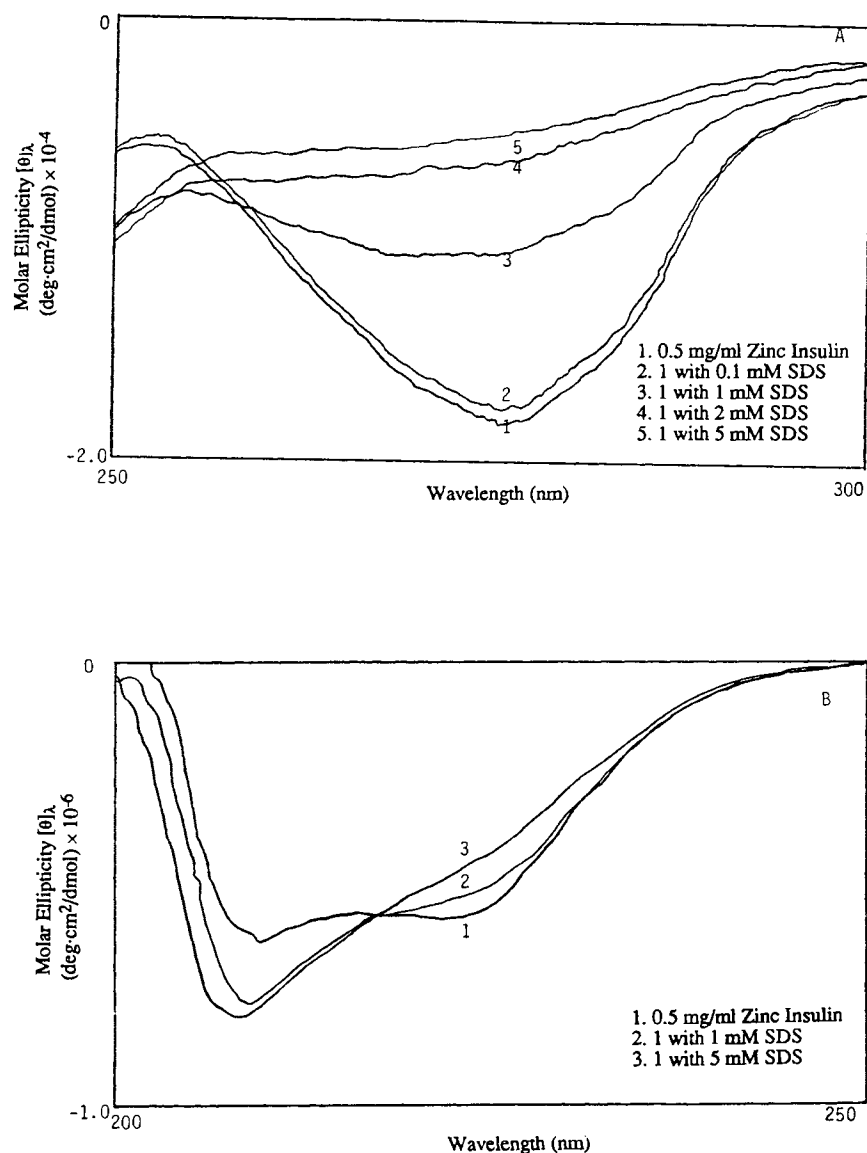 0
A
Molar Ellipticity [θ]λ
(deg·cm²/dmol) × 10⁻⁴
5
4
3
2
1
1. 0.5 mg/ml Zinc Insulin
2. 1 with 0.1 mM SDS
3. 1 with 1 mM SDS
4. 1 with 2 mM SDS
5. 1 with 5 mM SDS
-2.0
250
300
Wavelength (nm)
0
B
Molar Ellipticity [θ]λ
(deg·cm²/dmol) × 10⁻⁶
3
2
1
1. 0.5 mg/ml Zinc Insulin
2. 1 with 1 mM SDS
3. 1 with 5 mM SDS
-1.0
200
250
Wavelength (nm)